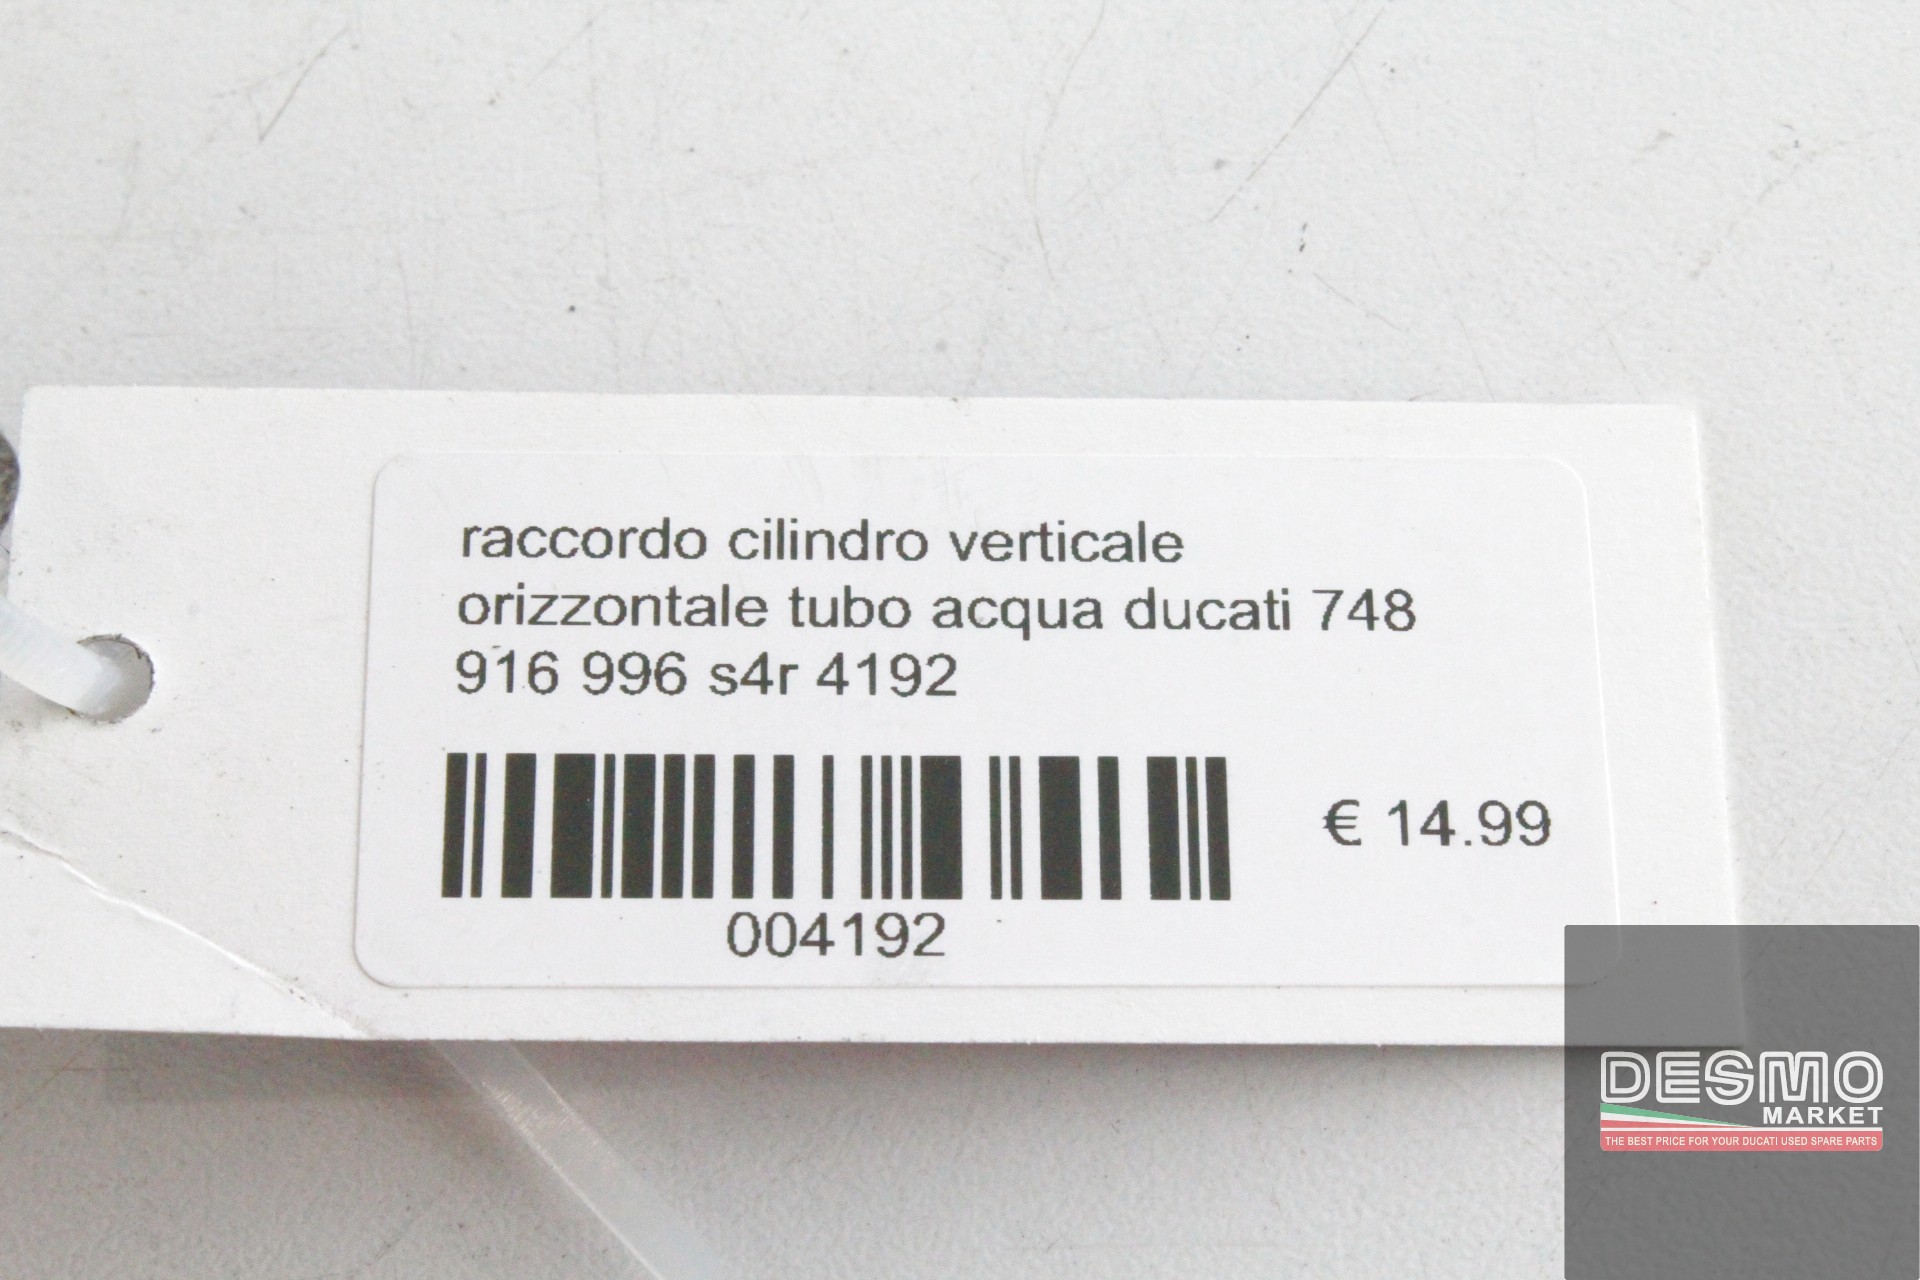 raccordo cilindro verticale
orizzontale tubo acqua ducati 748
916 996 s4r 4192
€ 14.99
004192
DESMO
MARKET
THE BEST PRICE FOR YOUR DUCATI USED SPARE PARTS